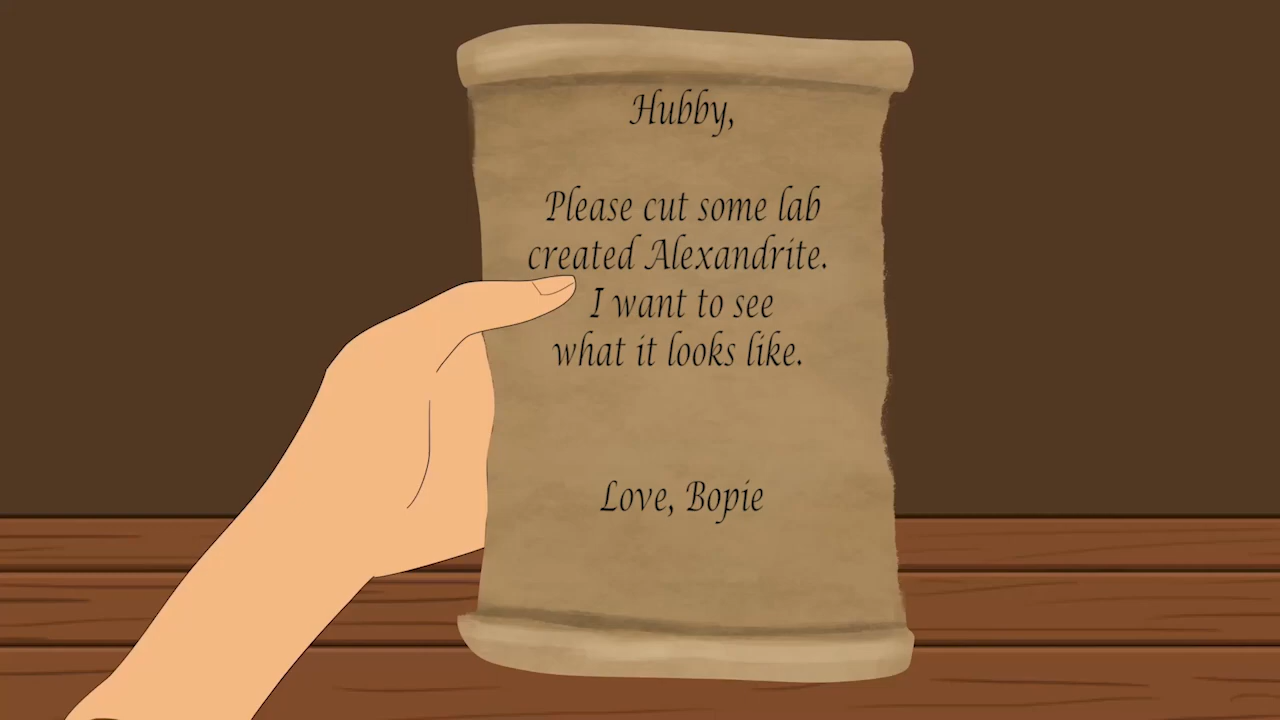 Hubby,
Please cut some lab
created Alexandrite.
I want to see
what it looks like.
Love, Bopie